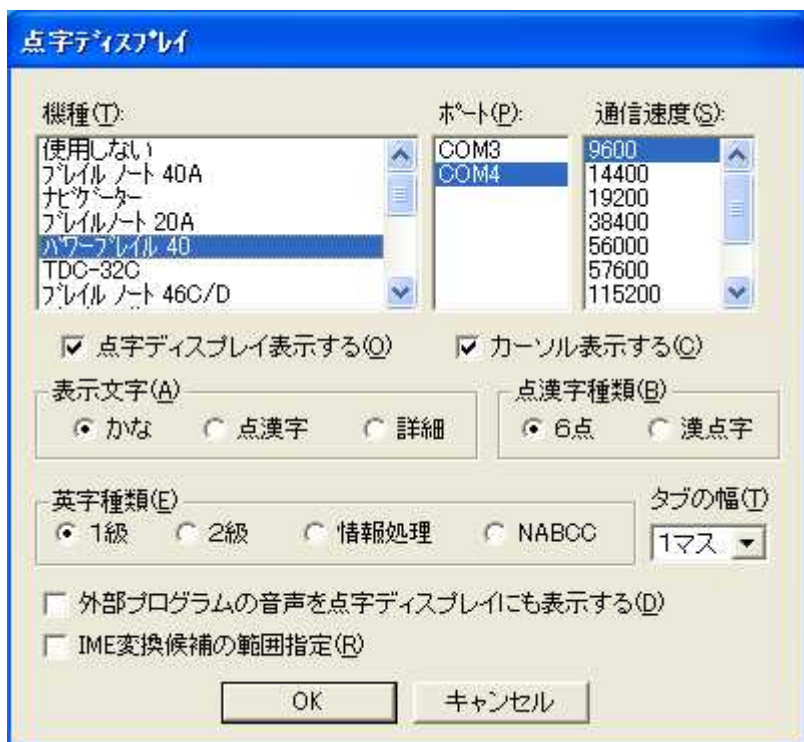 点字ディスプレイ
機種(T): ポート(P): 通信速度(S):
使用しない COM3 9600
ブレイル ノート 40A COM4 14400
ナビゲーター 19200
ブレイルノート 20A 38400
パワーブレイル 40 56000
TDC-32C 57600
ブレイル ノート 46C/D 115200
点字ディスプレイ表示する(O) カーソル表示する(C)
表示文字(A) 点漢字種類(B)
かな 点漢字 詳細 6点 漢点字
英字種類(E) タブの幅(T)
1級 2級 情報処理 NABCC 1マス
外部プログラムの音声を点字ディスプレイにも表示する(D)
IME変換候補の範囲指定(R)
OK キャンセル